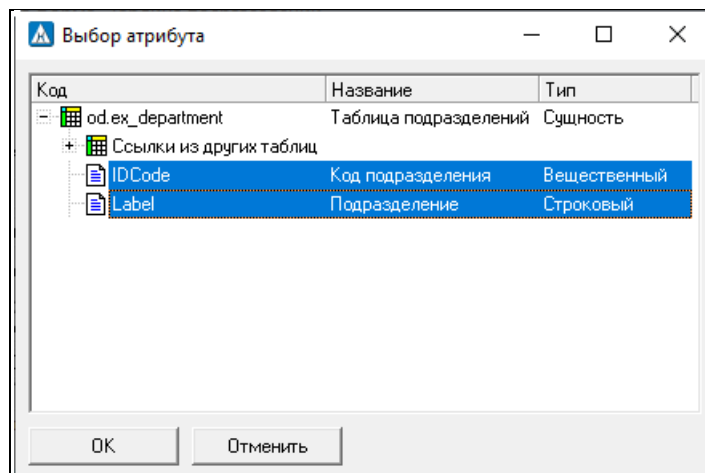 Выбор атрибута
Код Название Тип
od.ex_department Таблица подразделений Сущность
Ссылки из других таблиц
IDCode Код подразделения Вещественный
Label Подразделение Строковый
OK Отменить